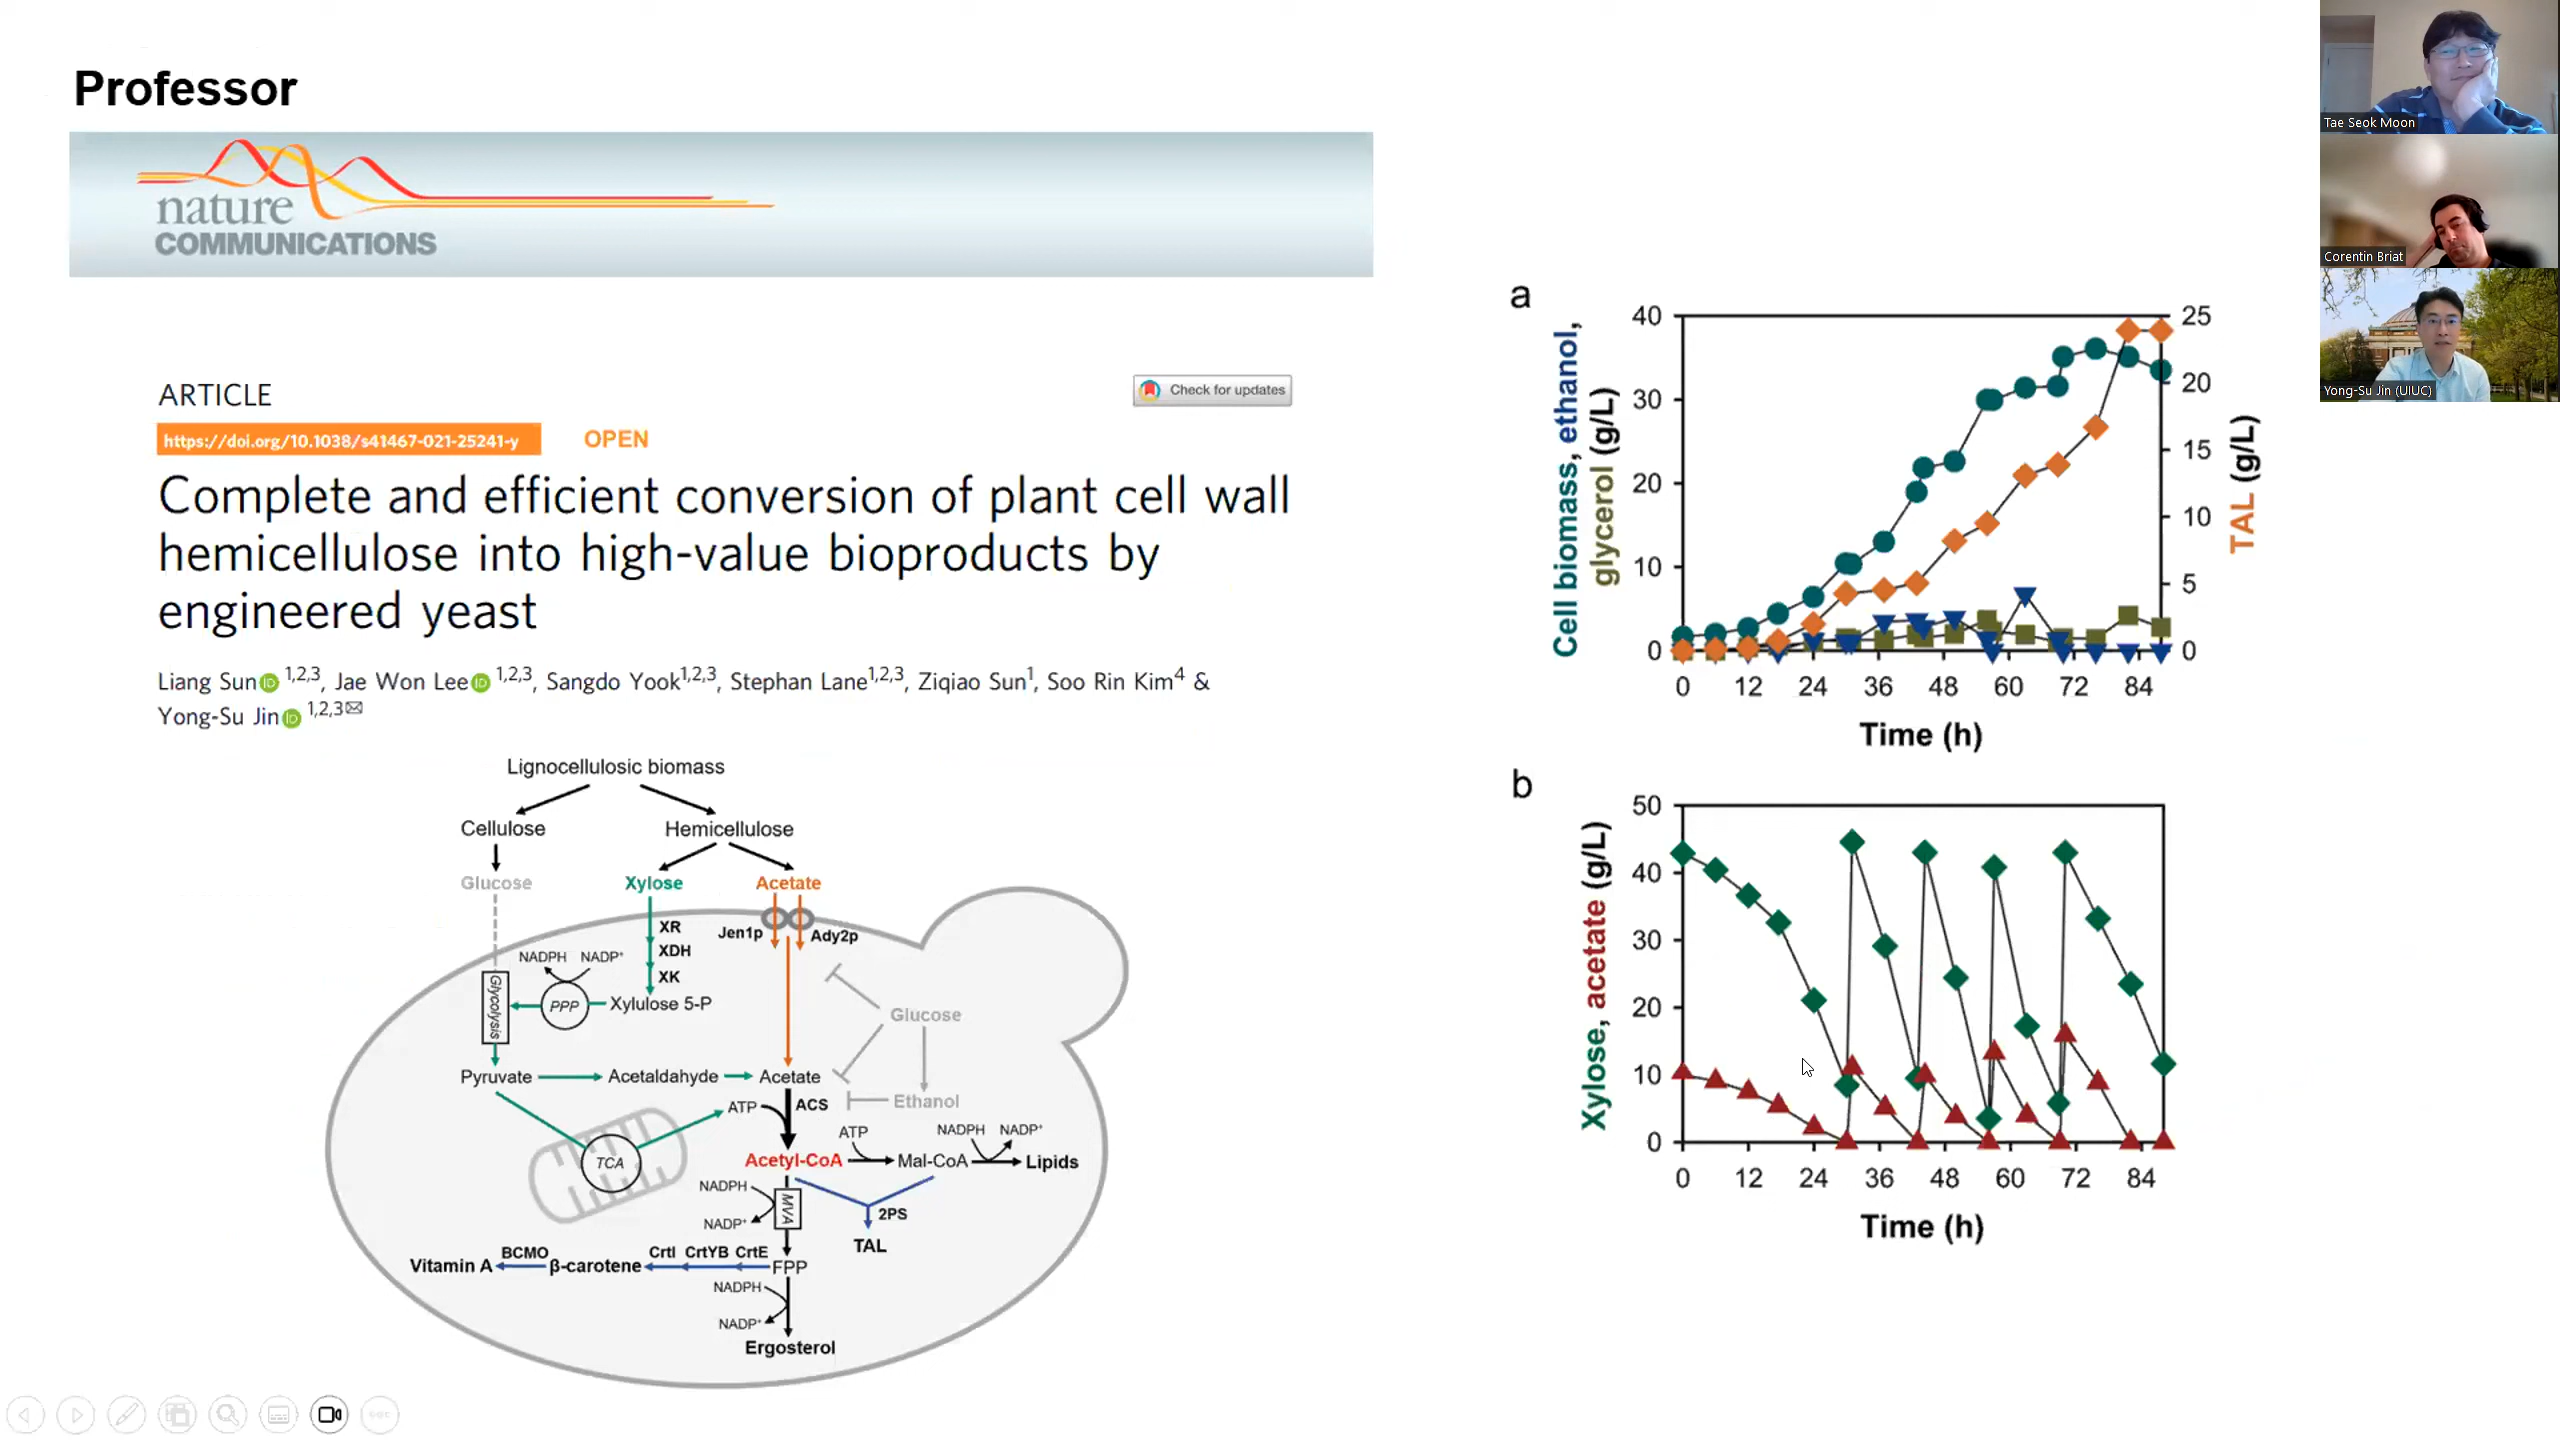 Professor
nature
COMMUNICATIONS
ARTICLE
Check for updates
https://doi.org/10.1038/s41467-021-25241-y
OPEN
Complete and efficient conversion of plant cell wall
hemicellulose into high-value bioproducts by
engineered yeast
Liang Sun 1,2,3, Jae Won Lee 1,2,3, Sangdo Yook1,2,3, Stephan Lane1,2,3, Ziqiao Sun1, Soo Rin Kim4 &
Yong-Su Jin 1,2,3✉
Lignocellulosic biomass
Cellulose
Hemicellulose
Glucose
Xylose
Acetate
XR
XDH
XK
Jen1p
Ady2p
NADPH NADP+
Glycolysis
PPP
Xylulose 5-P
Glucose
Pyruvate
Acetaldahyde
Acetate
ATP
ACS
Ethanol
TCA
ATP
NADPH NADP+
Acetyl-CoA
Mal-CoA
Lipids
NADPH
NADP+
MVA
2PS
TAL
Vitamin A
BCMO
β-carotene
CrtI CrtYB CrtE
FPP
NADPH
NADP+
Ergosterol
a
Cell biomass, ethanol,
glycerol (g/L)
40
30
20
10
0
25
20
15
10
5
0
TAL (g/L)
0 12 24 36 48 60 72 84
Time (h)
b
Xylose, acetate (g/L)
50
40
30
20
10
0
0 12 24 36 48 60 72 84
Time (h)
Tae Seok Moon
Corentin Briat
Yong-Su Jin (UIUC)